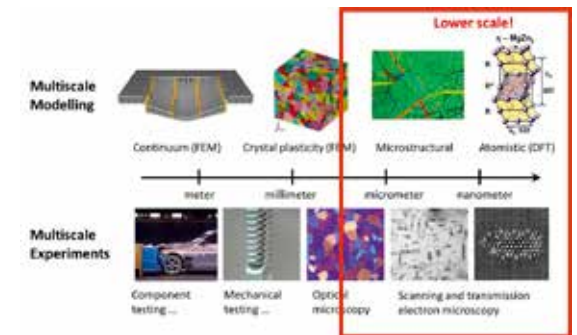 Lower scale!
η – MgZn₂
Multiscale
Modelling
Continuum (FEM)
Crystal plasticity (FEM)
Microstructural
Atomistic (DFT)
meter
millimeter
micrometer
nanometer
Multiscale
Experiments
Component
testing ...
Mechanical
testing ...
Optical
microscopy
Scanning and transmission
electron microscopy